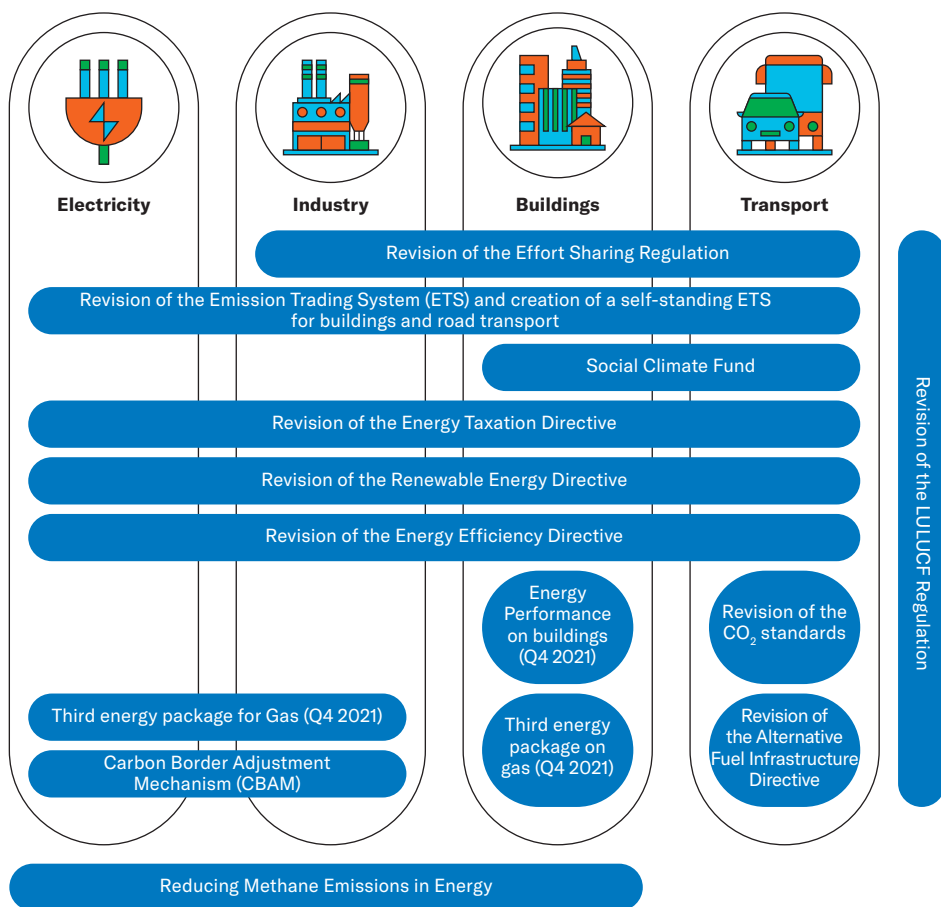 Electricity
Industry
Buildings
Transport
Revision of the Effort Sharing Regulation
Revision of the Emission Trading System (ETS) and creation of a self-standing ETS
for buildings and road transport
Social Climate Fund
Revision of the Energy Taxation Directive
Revision of the Renewable Energy Directive
Revision of the Energy Efficiency Directive
Energy
Performance
on buildings
(Q4 2021)
Revision of the
CO₂ standards
Third energy package for Gas (Q4 2021)
Carbon Border Adjustment
Mechanism (CBAM)
Third energy
package on
gas (Q4 2021)
Revision of
the Alternative
Fuel Infrastructure
Directive
Revision of the LULUCF Regulation
Reducing Methane Emissions in Energy